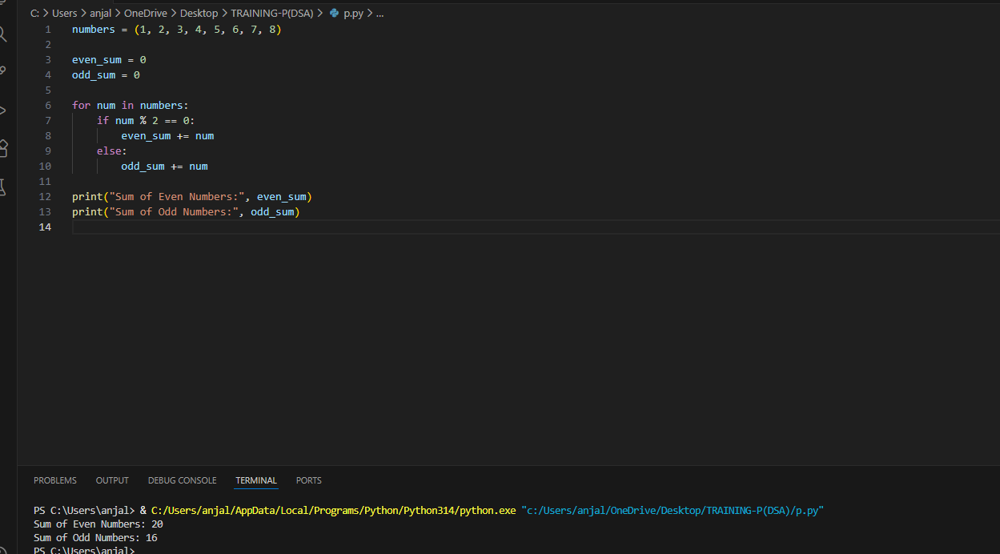 C: > Users > anjal > OneDrive > Desktop > TRAINING-P(DSA) > p.py > ...
1 numbers = (1, 2, 3, 4, 5, 6, 7, 8)
2
3 even_sum = 0
4 odd_sum = 0
5
6 for num in numbers:
7     if num % 2 == 0:
8         even_sum += num
9     else:
10         odd_sum += num
11
12 print("Sum of Even Numbers:", even_sum)
13 print("Sum of Odd Numbers:", odd_sum)
14
PROBLEMS OUTPUT DEBUG CONSOLE TERMINAL PORTS
PS C:\Users\anjal> & C:/Users/anjal/AppData/Local/Programs/Python/Python314/python.exe "c:/Users/anjal/OneDrive/Desktop/TRAINING-P(DSA)/p.py"
Sum of Even Numbers: 20
Sum of Odd Numbers: 16
PS C:\Users\anjal>